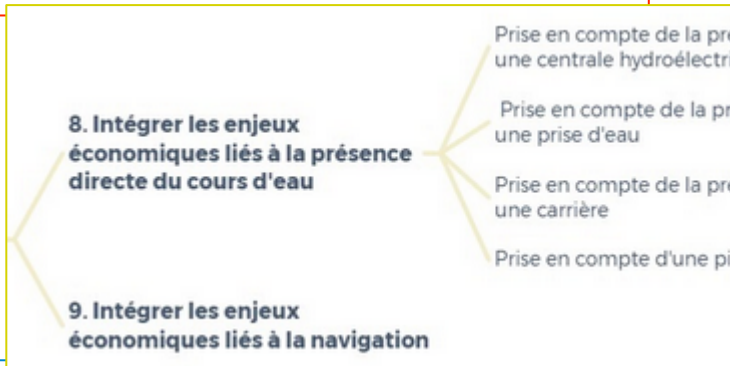 Prise en compte de la
une centrale
8. Intégrer les enjeux
économiques liés à la présence
directe du cours d'eau
Prise en compte de la
une prise d'eau
Prise en compte de la
une carrière
Prise en compte d'une
9. Intégrer les enjeux
économiques liés à la navigation